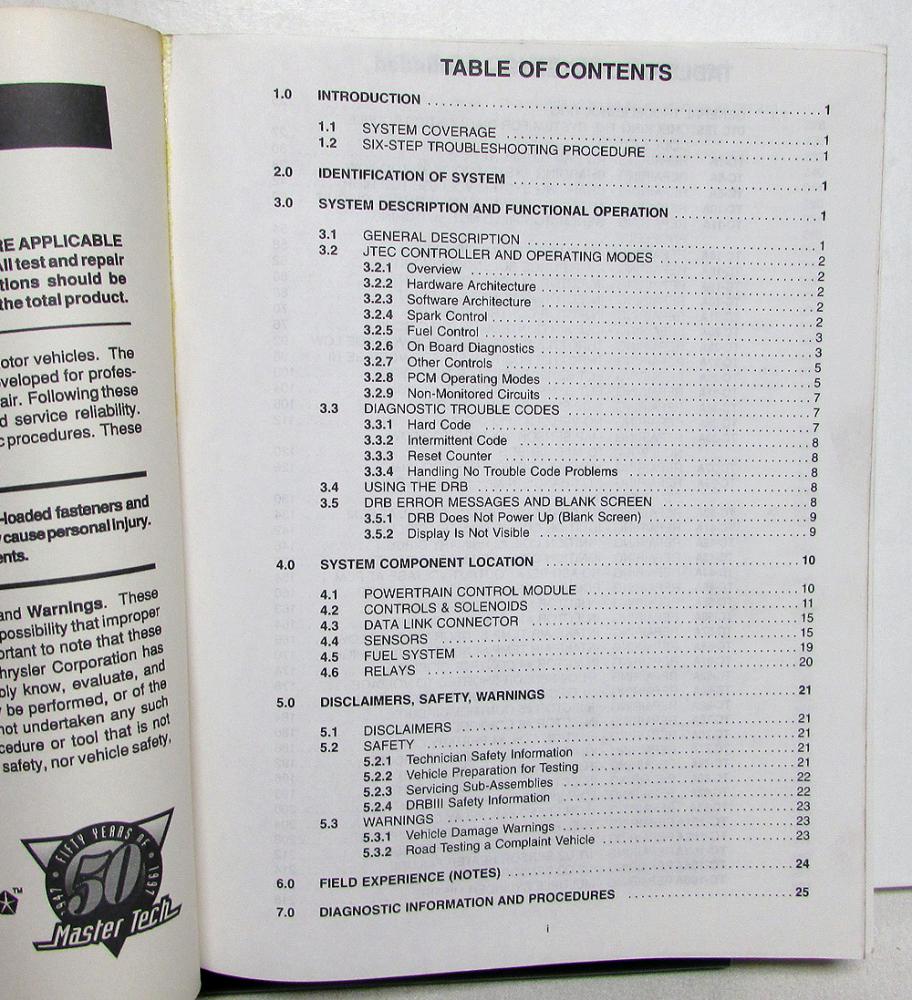 RE APPLICABLE
All test and repair
tions should be
the total product.
otor vehicles. The
veloped for profes-
air. Following these
d service reliability.
c procedures. These
-loaded fasteners and
cause personal injury.
ents.
and Warnings. These
possibility that improper
ortant to note that these
hrysler Corporation has
bly know, evaluate, and
be performed, or of the
not undertaken any such
cedure or tool that is not
safety, nor vehicle safety,
FIFTY YEARS OF
1947 50 1997
Master Tech
TM
TABLE OF CONTENTS
1.0 INTRODUCTION 1
1.1 SYSTEM COVERAGE 1
1.2 SIX-STEP TROUBLESHOOTING PROCEDURE 1
2.0 IDENTIFICATION OF SYSTEM 1
3.0 SYSTEM DESCRIPTION AND FUNCTIONAL OPERATION 1
3.1 GENERAL DESCRIPTION 1
3.2 JTEC CONTROLLER AND OPERATING MODES 2
3.2.1 Overview 2
3.2.2 Hardware Architecture 2
3.2.3 Software Architecture 2
3.2.4 Spark Control 2
3.2.5 Fuel Control 3
3.2.6 On Board Diagnostics 3
3.2.7 Other Controls 5
3.2.8 PCM Operating Modes 5
3.2.9 Non-Monitored Circuits 7
3.3 DIAGNOSTIC TROUBLE CODES 7
3.3.1 Hard Code 7
3.3.2 Intermittent Code 8
3.3.3 Reset Counter 8
3.3.4 Handling No Trouble Code Problems 8
3.4 USING THE DRB 8
3.5 DRB ERROR MESSAGES AND BLANK SCREEN 8
3.5.1 DRB Does Not Power Up (Blank Screen) 9
3.5.2 Display Is Not Visible 9
4.0 SYSTEM COMPONENT LOCATION 10
4.1 POWERTRAIN CONTROL MODULE 10
4.2 CONTROLS & SOLENOIDS 11
4.3 DATA LINK CONNECTOR 15
4.4 SENSORS 15
4.5 FUEL SYSTEM 19
4.6 RELAYS 20
5.0 DISCLAIMERS, SAFETY, WARNINGS 21
5.1 DISCLAIMERS 21
5.2 SAFETY 21
5.2.1 Technician Safety Information 21
5.2.2 Vehicle Preparation for Testing 21
5.2.3 Servicing Sub-Assemblies 22
5.2.4 DRBIII Safety Information 22
5.3 WARNINGS 23
5.3.1 Vehicle Damage Warnings 23
5.3.2 Road Testing a Complaint Vehicle 23
6.0 FIELD EXPERIENCE (NOTES) 24
7.0 DIAGNOSTIC INFORMATION AND PROCEDURES 25
i